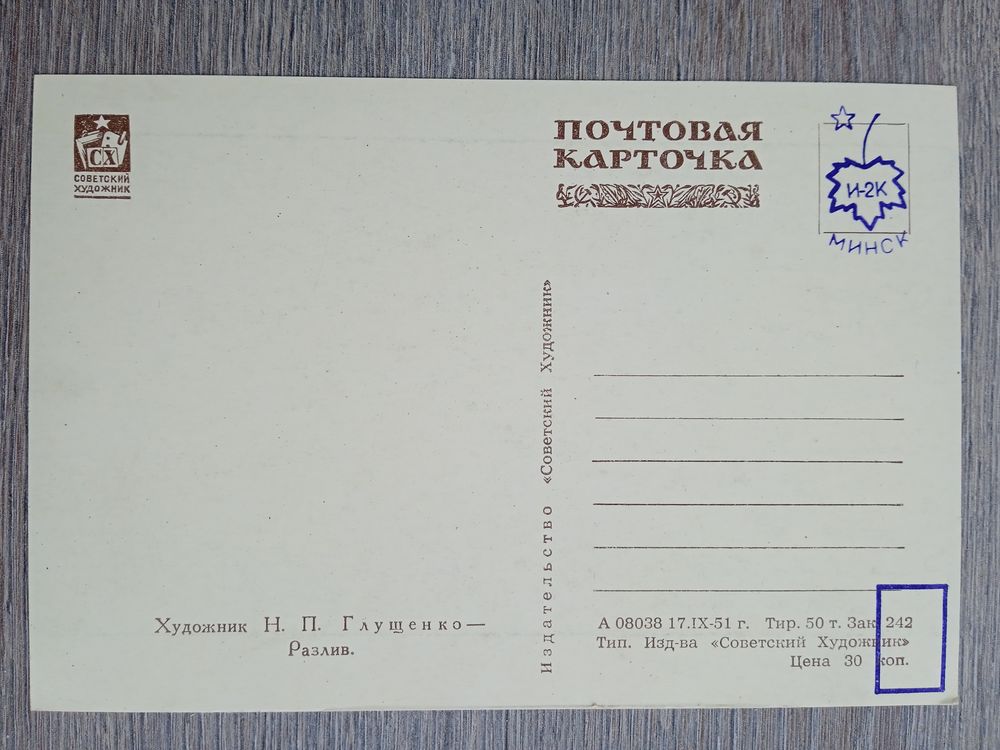 СХ
СОВЕТСКИЙ
ХУДОЖНИК
ПОЧТОВАЯ
КАРТОЧКА
И-2К
МИНСК
Издательство «Советский Художник»
Художник Н. П. Глущенко—
Разлив.
А 08038 17.IX-51 г. Тир. 50 т. Зак. 242
Тип. Изд-ва «Советский Художник»
Цена 30 коп.